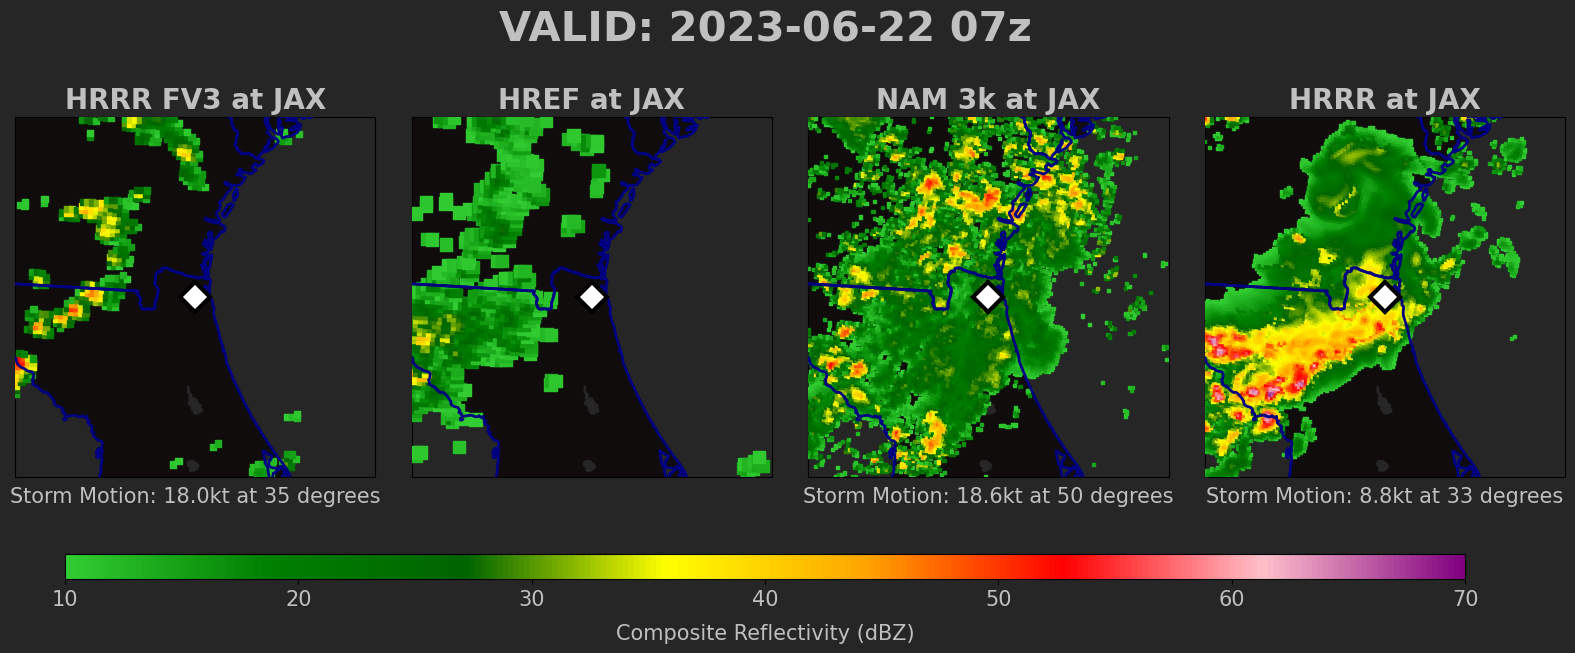 VALID: 2023-06-22 07z
HRRR FV3 at JAX
HREF at JAX
NAM 3k at JAX
HRRR at JAX
Storm Motion: 18.0kt at 35 degrees
Storm Motion: 18.6kt at 50 degrees
Storm Motion: 8.8kt at 33 degrees
10 20 30 40 50 60 70
Composite Reflectivity (dBZ)